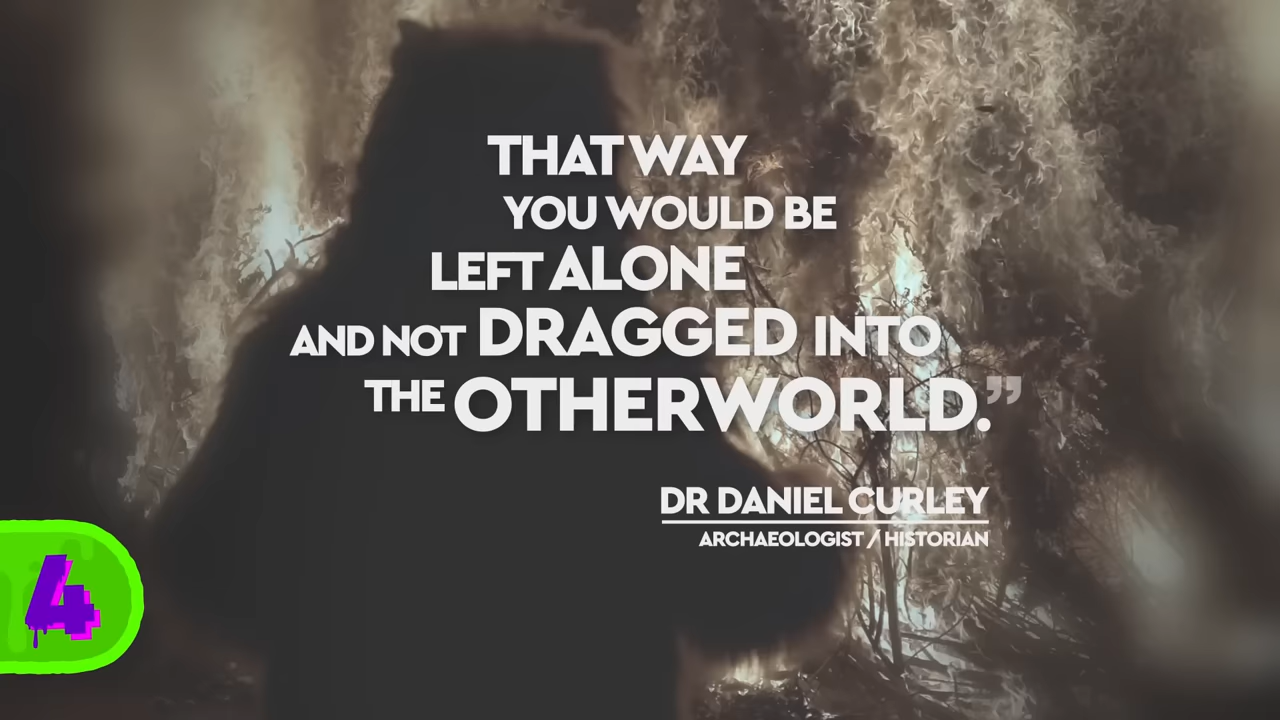 THAT WAY
YOU WOULD BE
LEFT ALONE
AND NOT DRAGGED INTO
THE OTHERWORLD.”
DR DANIEL CURLEY
ARCHAEOLOGIST / HISTORIAN
4